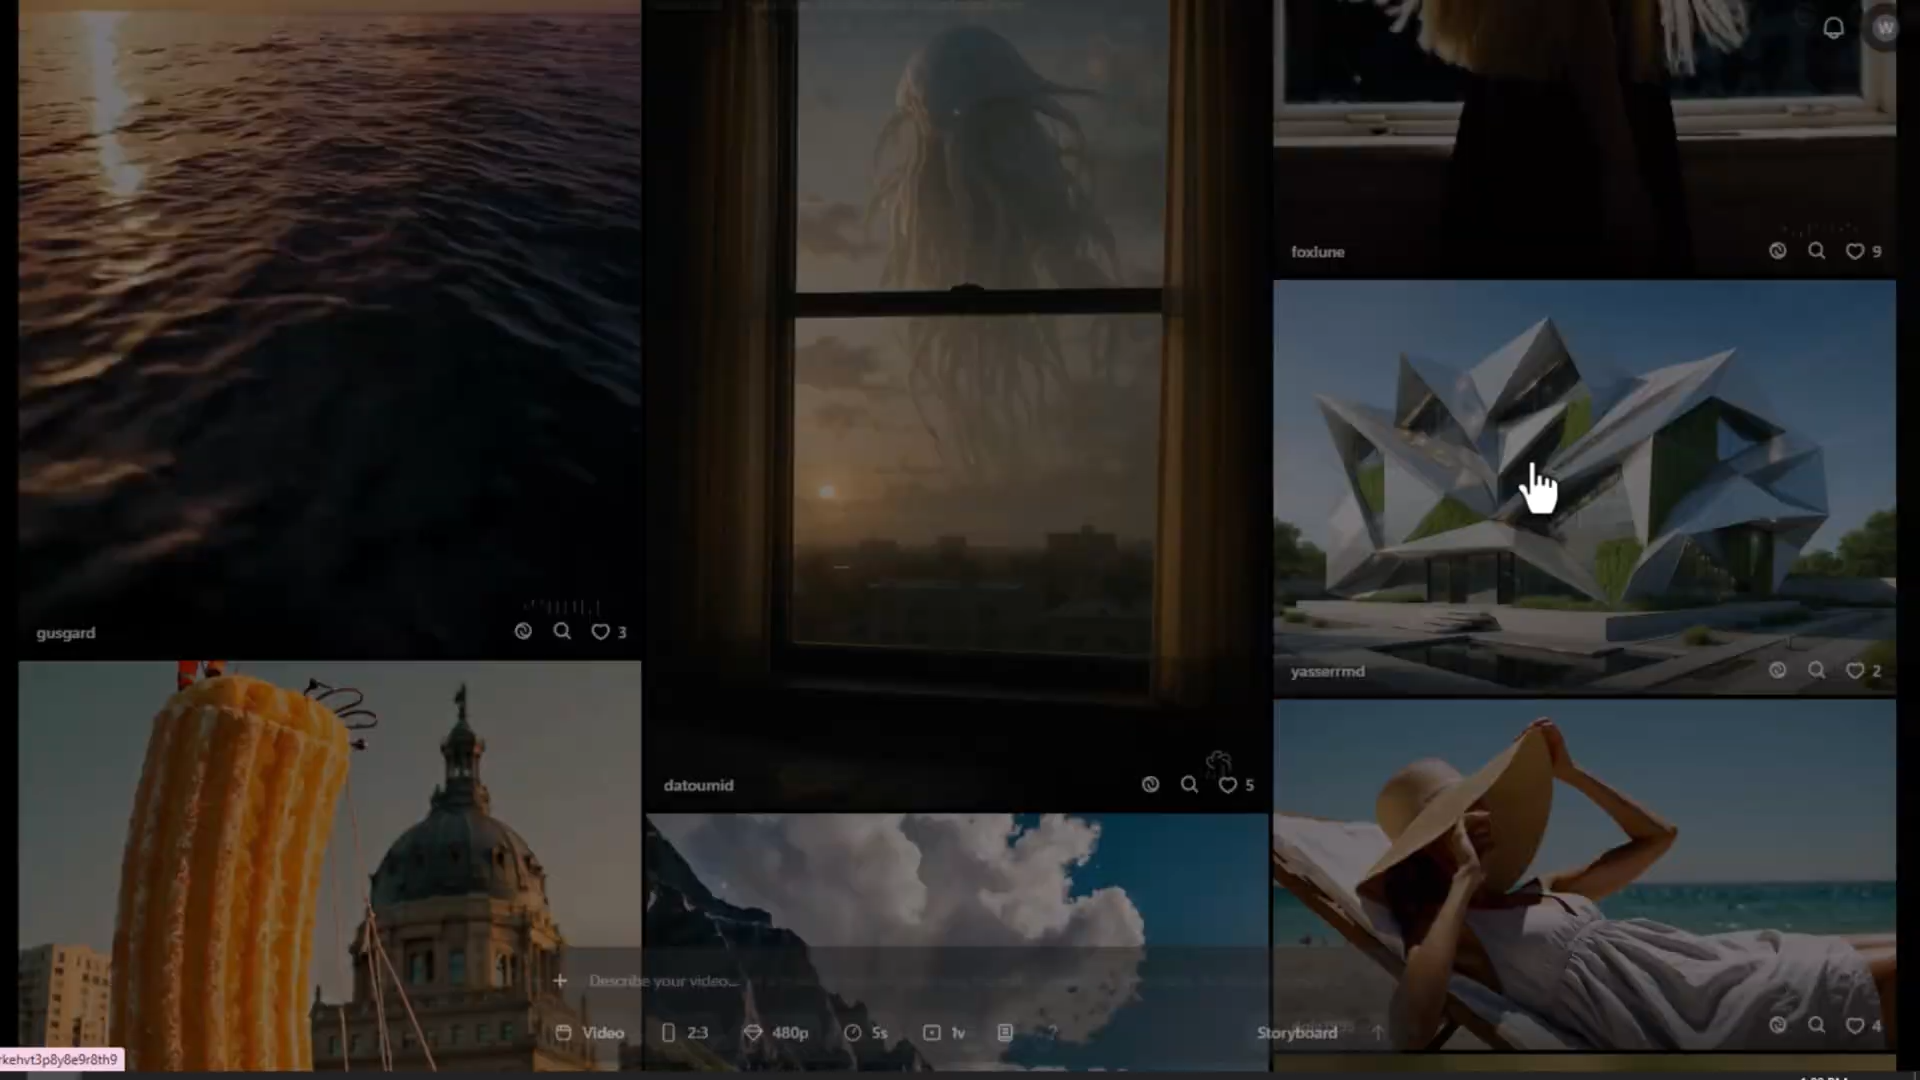 W
foxlune
9
gusgard
3
yasserrmd
2
datoumid
5
Describe your video...
4
Video
2:3
480p
5s
1v
?
Storyboard
rkehvt3p8y8e9r8th9